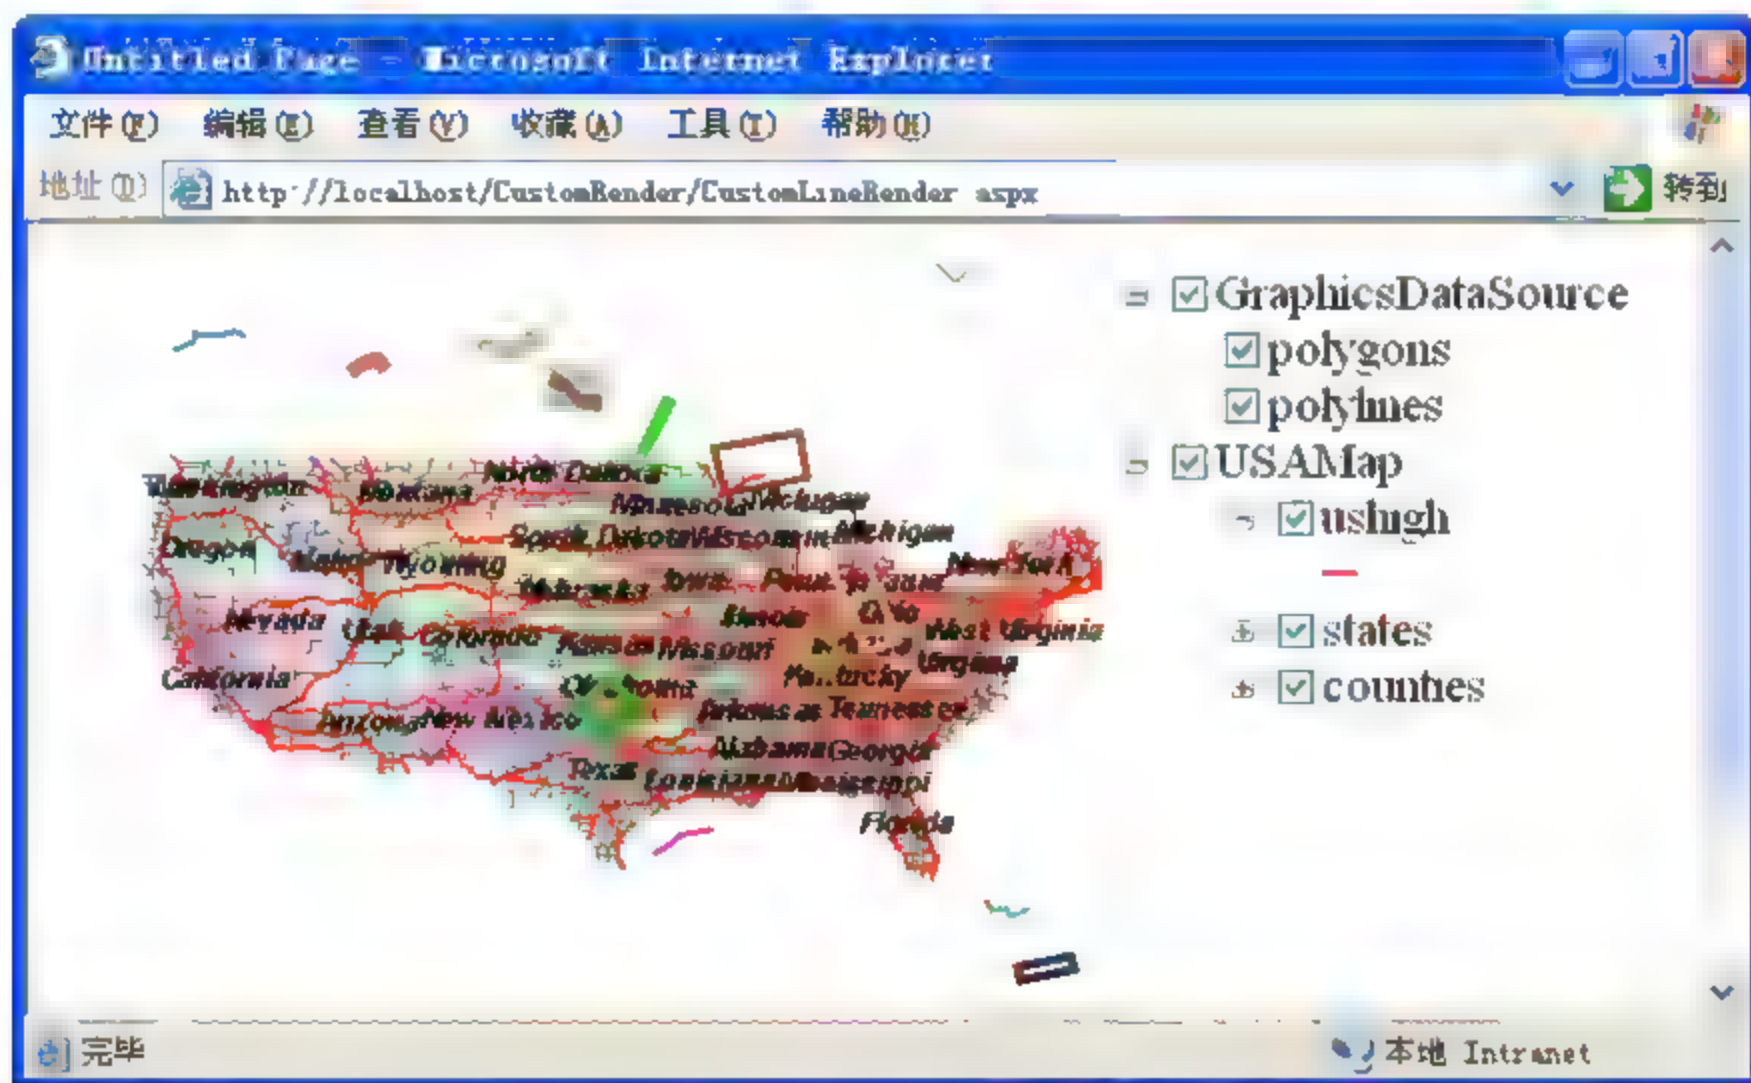 Untitled Page - Microsoft Internet Explorer
文件(F) 编辑(E) 查看(V) 收藏(A) 工具(T) 帮助(H)
地址(D) http://localhost/CustomRender/CustomLineRender.aspx 转到
GraphicsDataSource
polygons
polylines
USAMap
ushigh
states
counties
Washington Montana North Dakota
Minnesota Michigan
Oregon Idaho Wyoming South Dakota Wisconsin Michigan
Nebraska Iowa New York
Nevada Utah Colorado Kansas Missouri Illinois Ohio West Virginia
California Kentucky Virginia
Oklahoma
Arizona New Mexico Arkansas Tennessee
Alabama Georgia
Texas Louisiana Mississippi
Florida
完毕 本地 Intranet